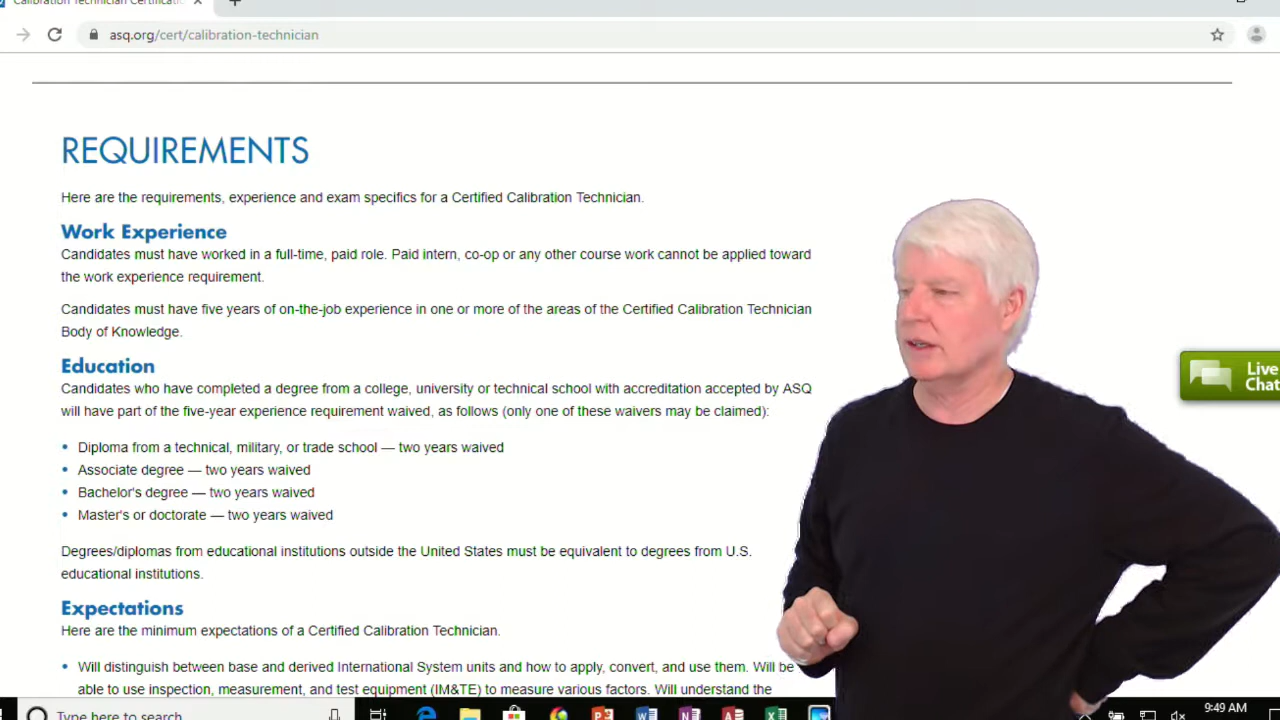 Calibration Technician Certificati
asq.org/cert/calibration-technician
REQUIREMENTS
Here are the requirements, experience and exam specifics for a Certified Calibration Technician.
Work Experience
Candidates must have worked in a full-time, paid role. Paid intern, co-op or any other course work cannot be applied toward
the work experience requirement.
Candidates must have five years of on-the-job experience in one or more of the areas of the Certified Calibration Technician
Body of Knowledge.
Education
Candidates who have completed a degree from a college, university or technical school with accreditation accepted by ASQ
will have part of the five-year experience requirement waived, as follows (only one of these waivers may be claimed):
• Diploma from a technical, military, or trade school — two years waived
• Associate degree — two years waived
• Bachelor's degree — two years waived
• Master's or doctorate — two years waived
Degrees/diplomas from educational institutions outside the United States must be equivalent to degrees from U.S.
educational institutions.
Expectations
Here are the minimum expectations of a Certified Calibration Technician.
• Will distinguish between base and derived International System units and how to apply, convert, and use them. Will be
able to use inspection, measurement, and test equipment (IM&TE) to measure various factors. Will understand the
Live
Chat
Type here to search
9:49 AM